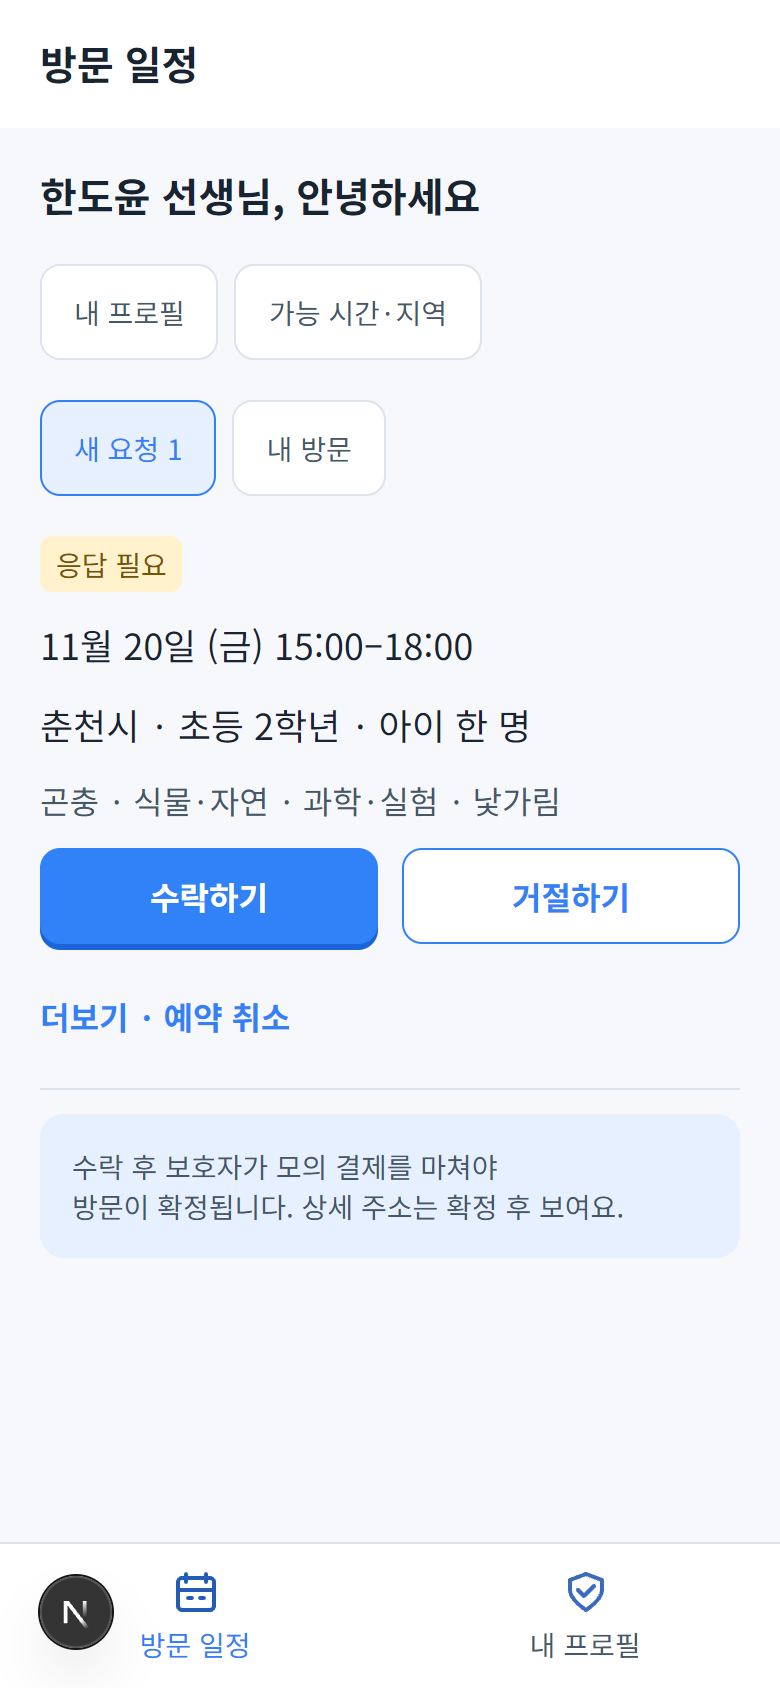 방문 일정
한도윤 선생님, 안녕하세요
내 프로필
가능 시간·지역
새 요청 1
내 방문
응답 필요
11월 20일 (금) 15:00–18:00
춘천시 · 초등 2학년 · 아이 한 명
곤충 · 식물·자연 · 과학·실험 · 낯가림
수락하기
거절하기
더보기 · 예약 취소
수락 후 보호자가 모의 결제를 마쳐야
방문이 확정됩니다. 상세 주소는 확정 후 보여요.
N
방문 일정
내 프로필